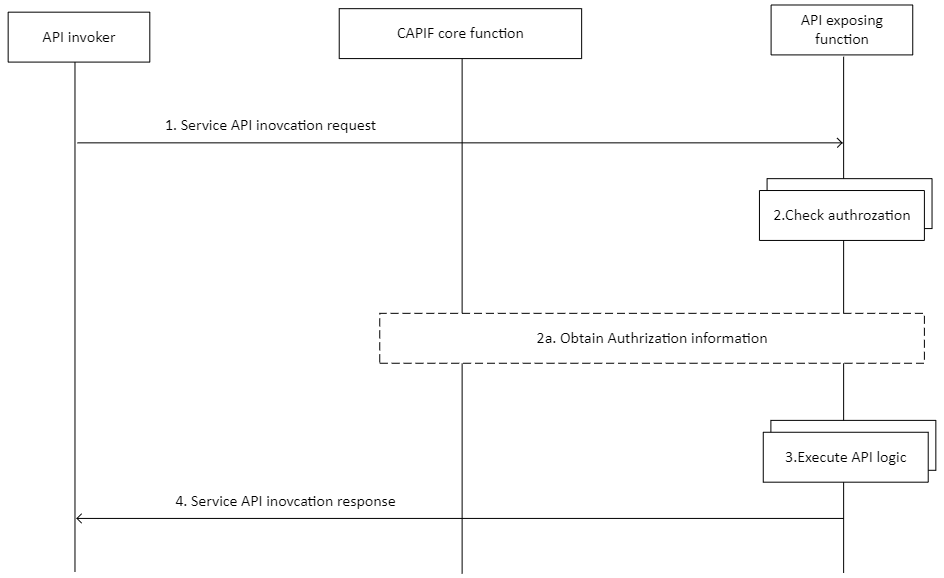 API invoker
CAPIF core function
API exposing
function
1. Service API inovcation request
2.Check authrozation
2a. Obtain Authrization information
3.Execute API logic
4. Service API inovcation response